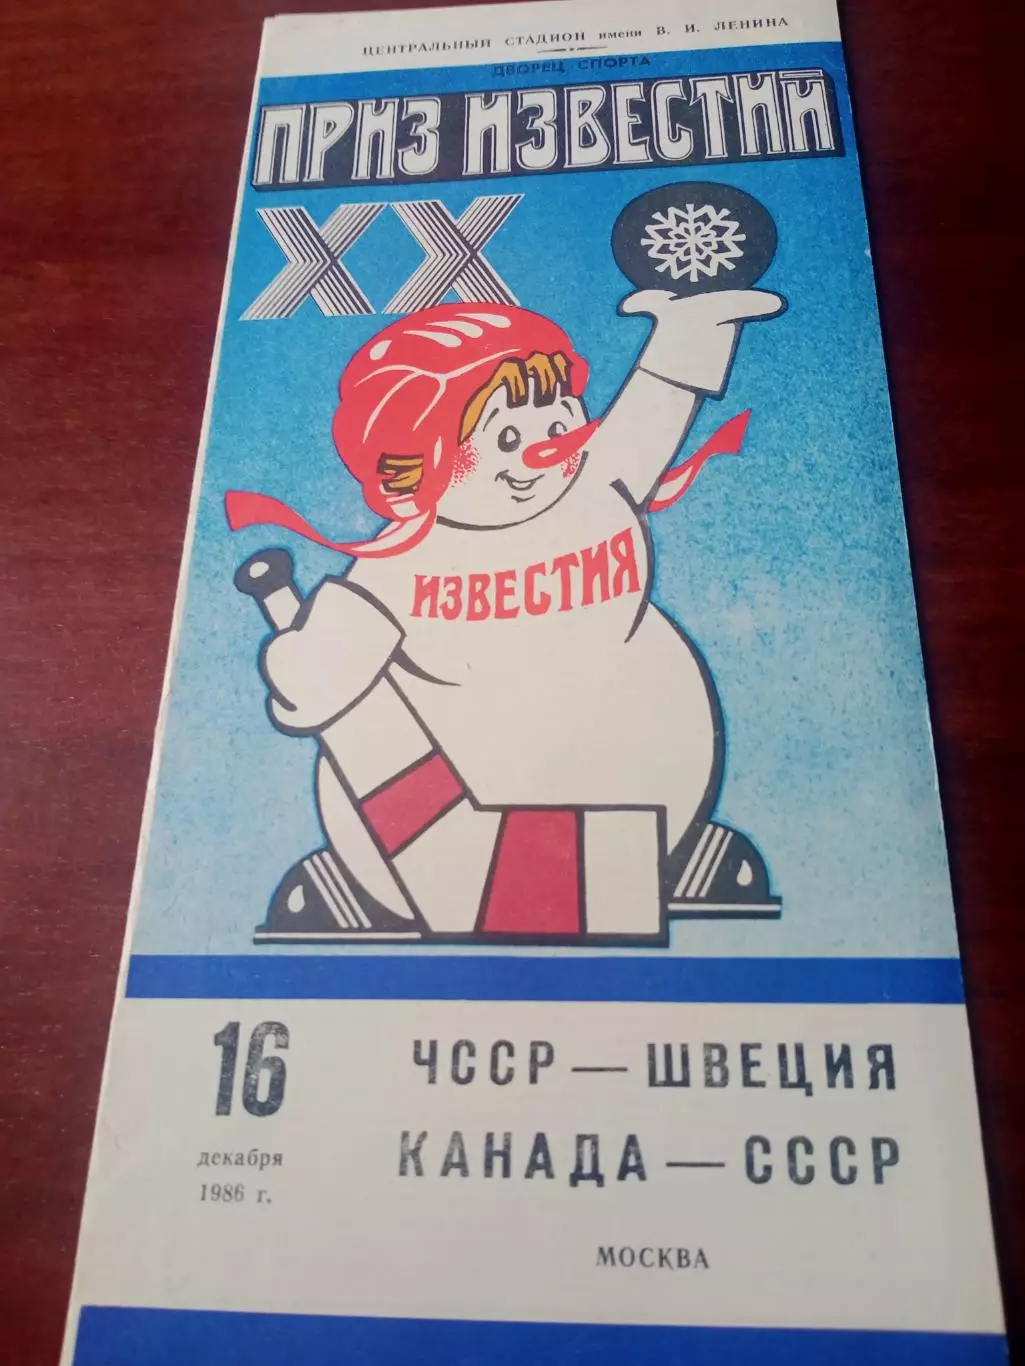 ЦЕНТРАЛЬНЫЙ СТАДИОН имени В. И. ЛЕНИНА
ДВОРЕЦ СПОРТА
ПРИЗ ИЗВЕСТИЙ
XX
ИЗВЕСТИЯ
16
декабря
1986 г.
ЧССР — ШВЕЦИЯ
КАНАДА — СССР
МОСКВА